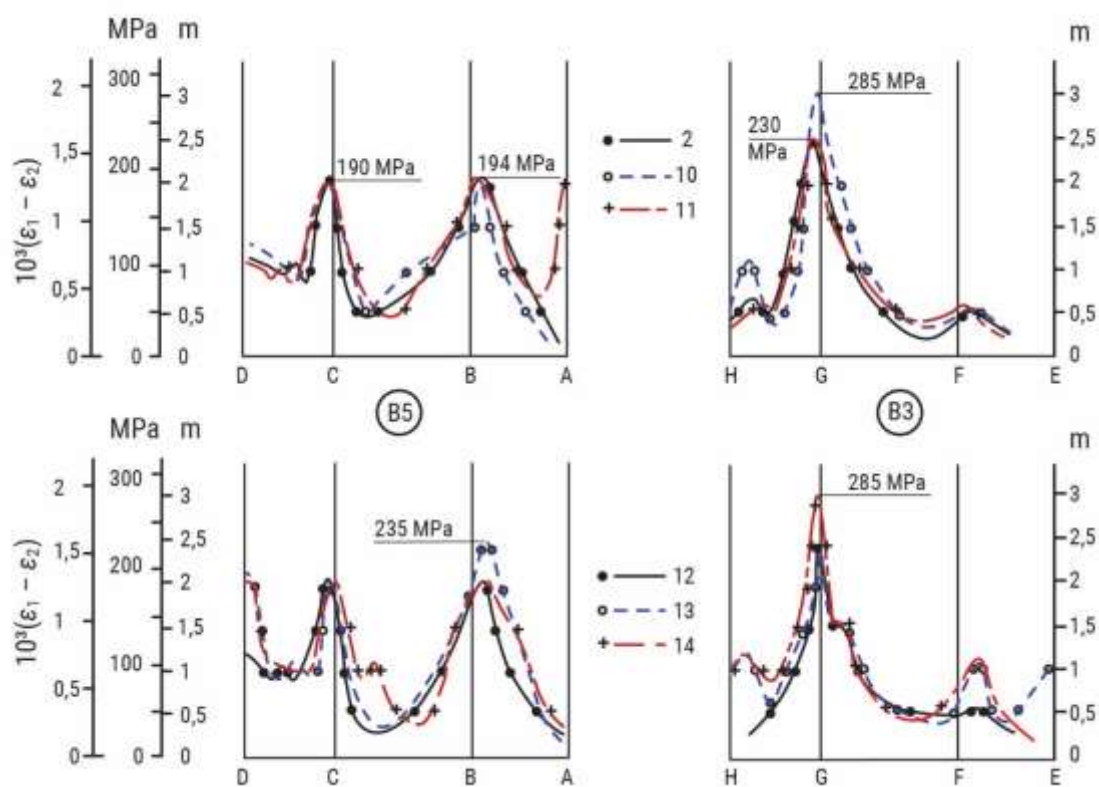 MPa m
m
2
1,5
1
0,5
0
10³(ε₁ – ε₂)
300
200
100
0
3
2.5
2
1.5
1
0.5
0
190 MPa
194 MPa
D C B A
B5
2
10
11
230
MPa
285 MPa
3
2.5
2
1.5
1
0.5
0
H G F E
B3
MPa m
m
2
1.5
1
0,5
0
10³(ε₁ – ε₂)
300
200
100
0
3
2,5
2
1,5
1
0,5
0
235 MPa
D C B A
12
13
14
285 MPa
3
2,5
2
1,5
1
0,5
0
H G F E